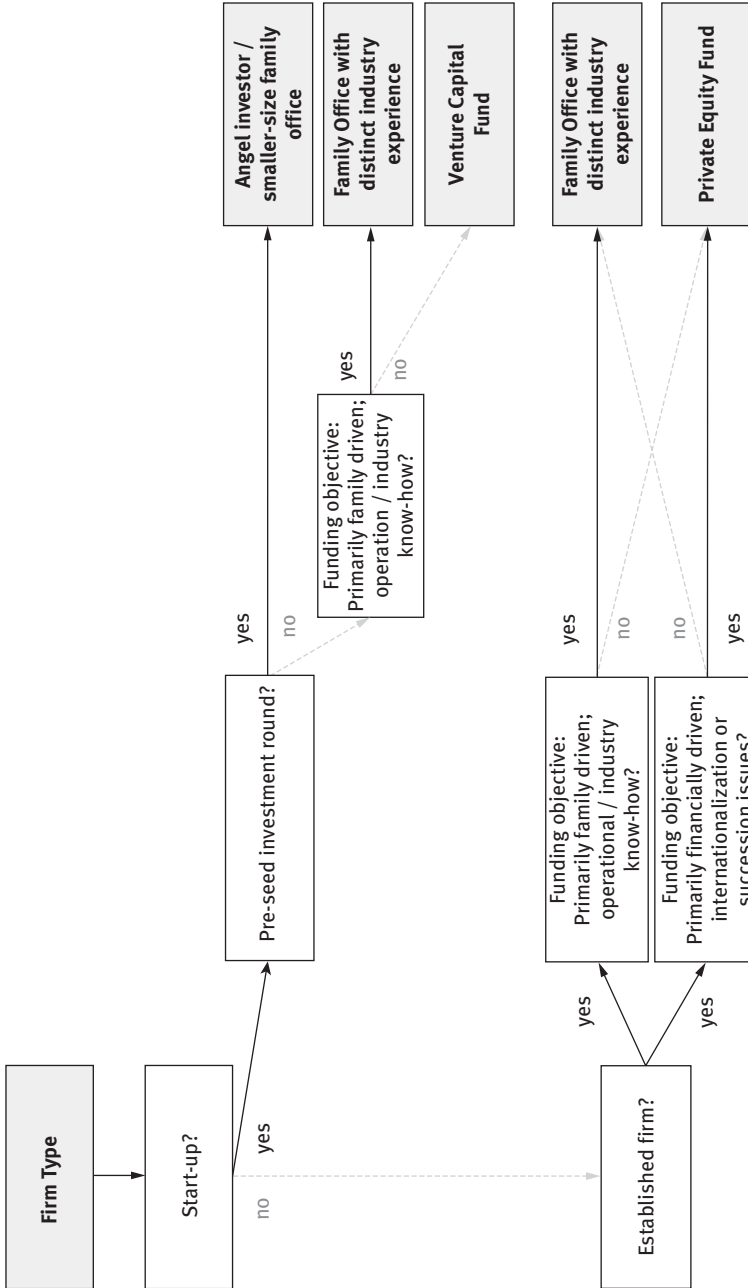 Firm Type
Start-up?
yes
no
Pre-seed investment round?
yes
no
Angel investor /
smaller-size family
office
Funding objective:
Primarily family driven;
operation / industry
know-how?
yes
no
Family Office with
distinct industry
experience
Venture Capital
Fund
Established firm?
yes
yes
Funding objective:
Primarily family driven;
operational / industry
know-how?
yes
no
Family Office with
distinct industry
experience
Funding objective:
Primarily financially driven;
internationalization or
succession issues?
no
yes
Private Equity Fund